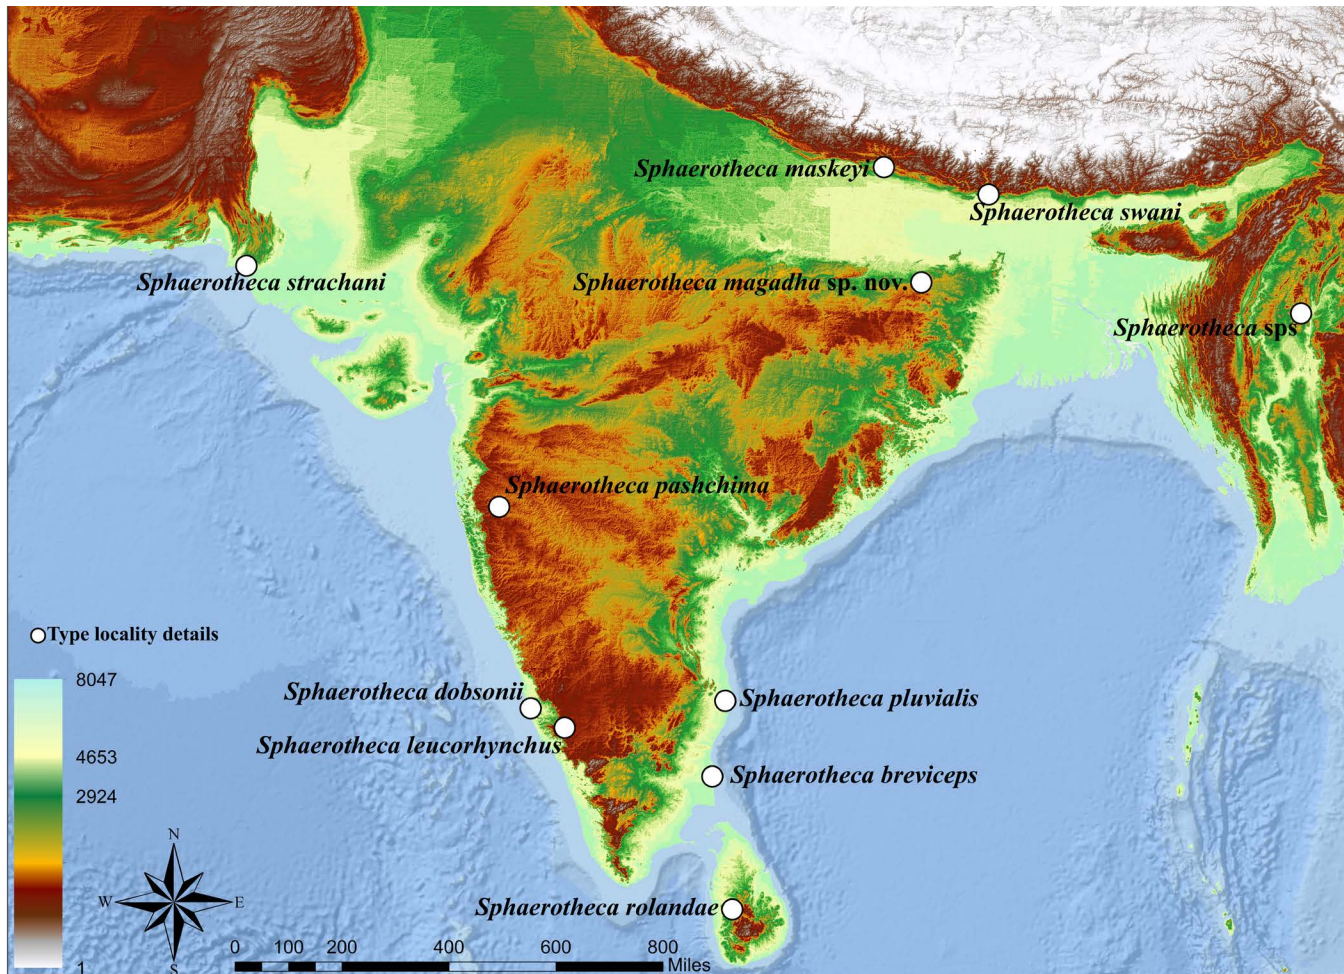 Sphaerotheca maskeyi
Sphaerotheca swani
Sphaerotheca strachani
Sphaerotheca magadha sp. nov.
Sphaerotheca sps
Sphaerotheca pashchima
Type locality details
8047
4653
2924
1
Sphaerotheca dobsonii
Sphaerotheca pluvialis
Sphaerotheca leucorhynchus
Sphaerotheca breviceps
N
W E
S
Sphaerotheca rolandae
0 100 200 400 600 800
Miles